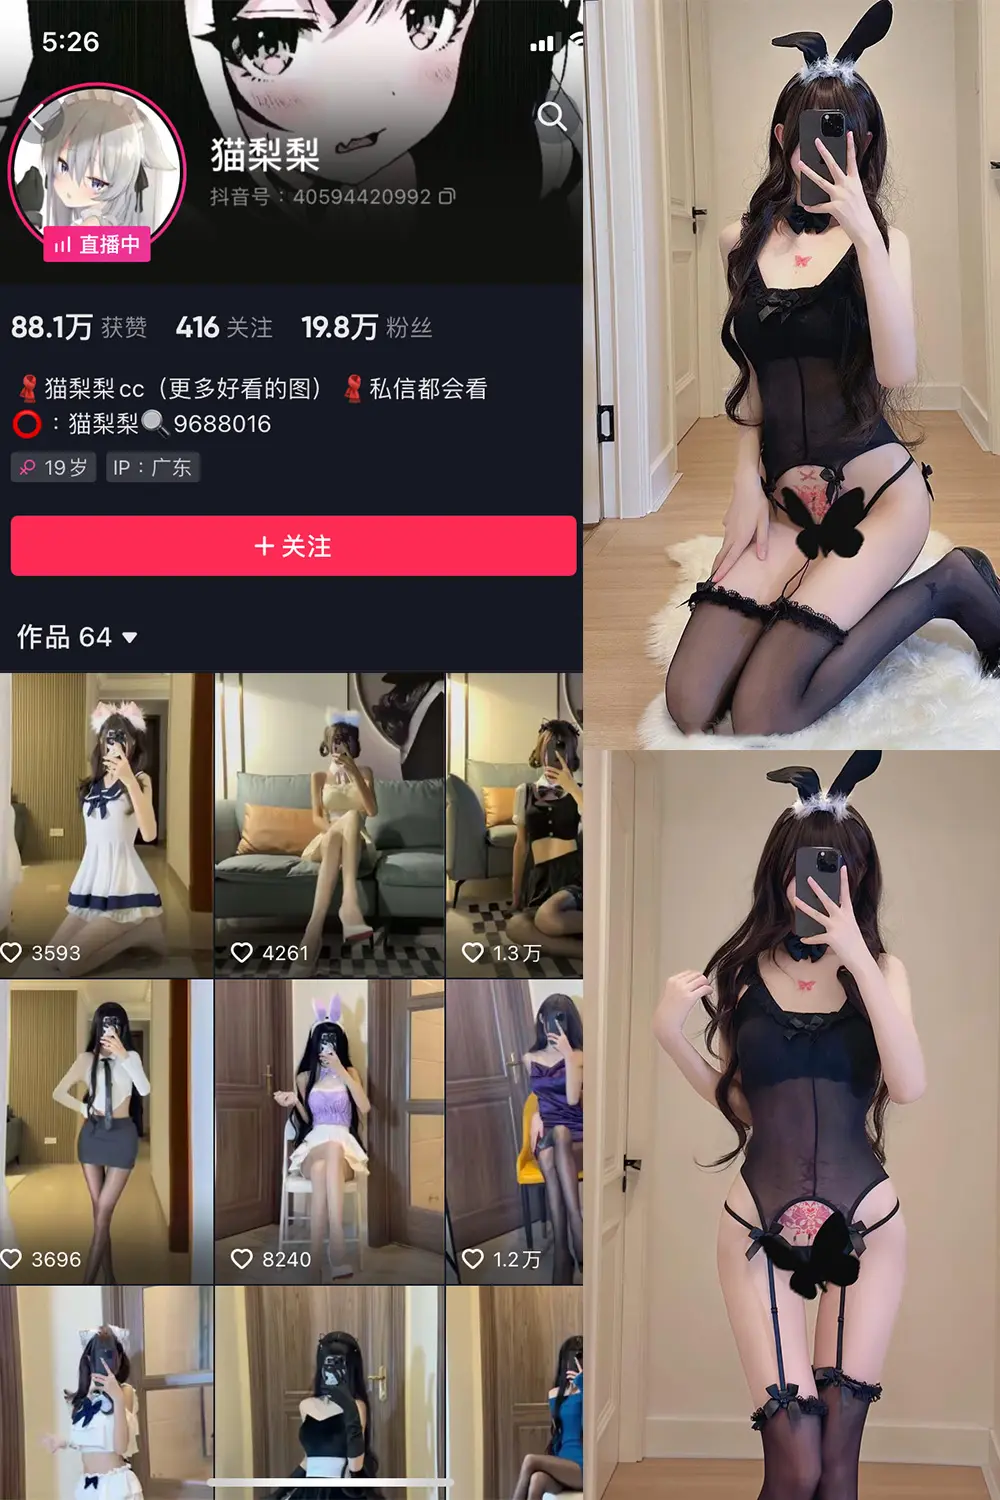 5:26
猫梨梨
抖音号：40594420992
直播中
88.1万 获赞 416 关注 19.8万 粉丝
猫梨梨cc（更多好看的图） 私信都会看
：猫梨梨 9688016
19岁 IP：广东
+ 关注
作品 64
3593 4261 1.3万
3696 8240 1.2万